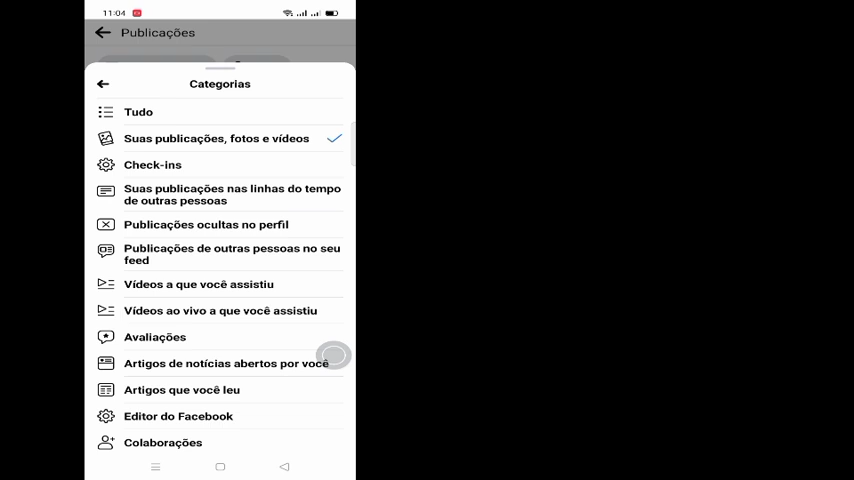 11:04
Publicações
Categorias
Tudo
Suas publicações, fotos e vídeos
Check-ins
Suas publicações nas linhas do tempo
de outras pessoas
Publicações ocultas no perfil
Publicações de outras pessoas no seu
feed
Vídeos a que você assistiu
Vídeos ao vivo a que você assistiu
Avaliações
Artigos de notícias abertos por você
Artigos que você leu
Editor do Facebook
Colaborações